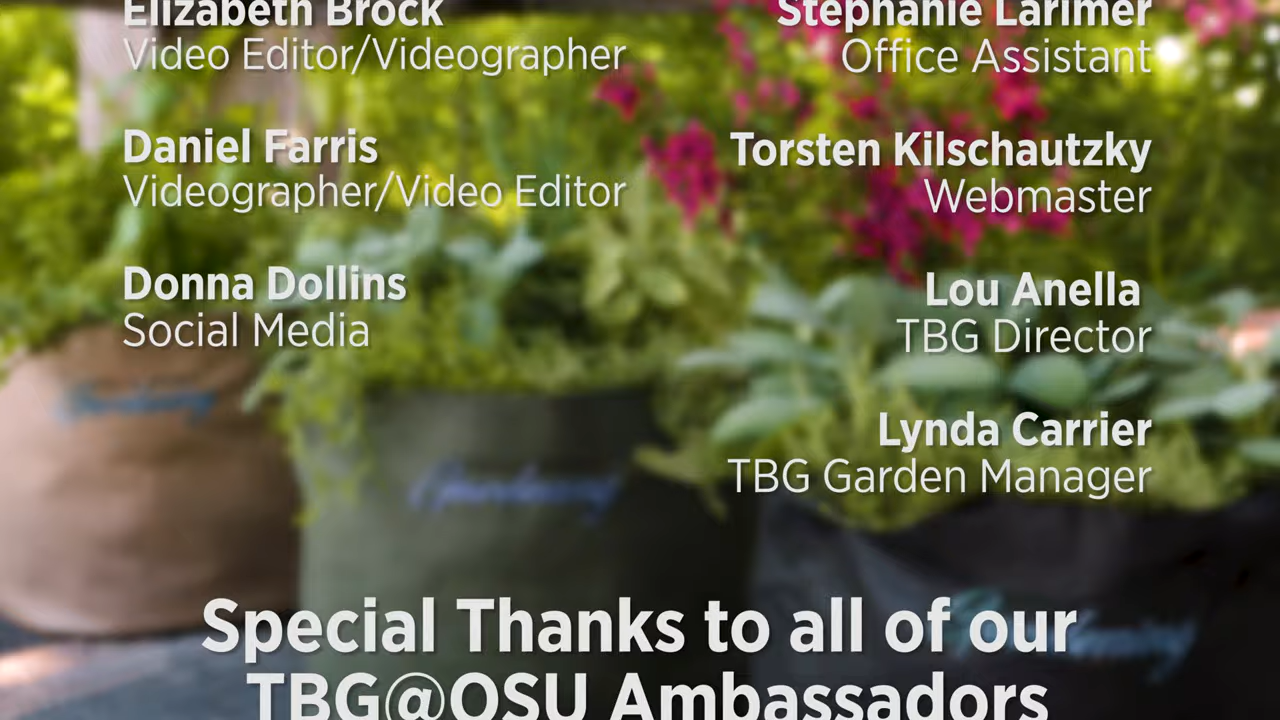 Elizabeth Brock
Video Editor/Videographer
Daniel Farris
Videographer/Video Editor
Donna Dollins
Social Media
Stephanie Larimer
Office Assistant
Torsten Kilschautzky
Webmaster
Lou Anella
TBG Director
Lynda Carrier
TBG Garden Manager
Gardening
Special Thanks to all of our
TBG@OSU Ambassadors